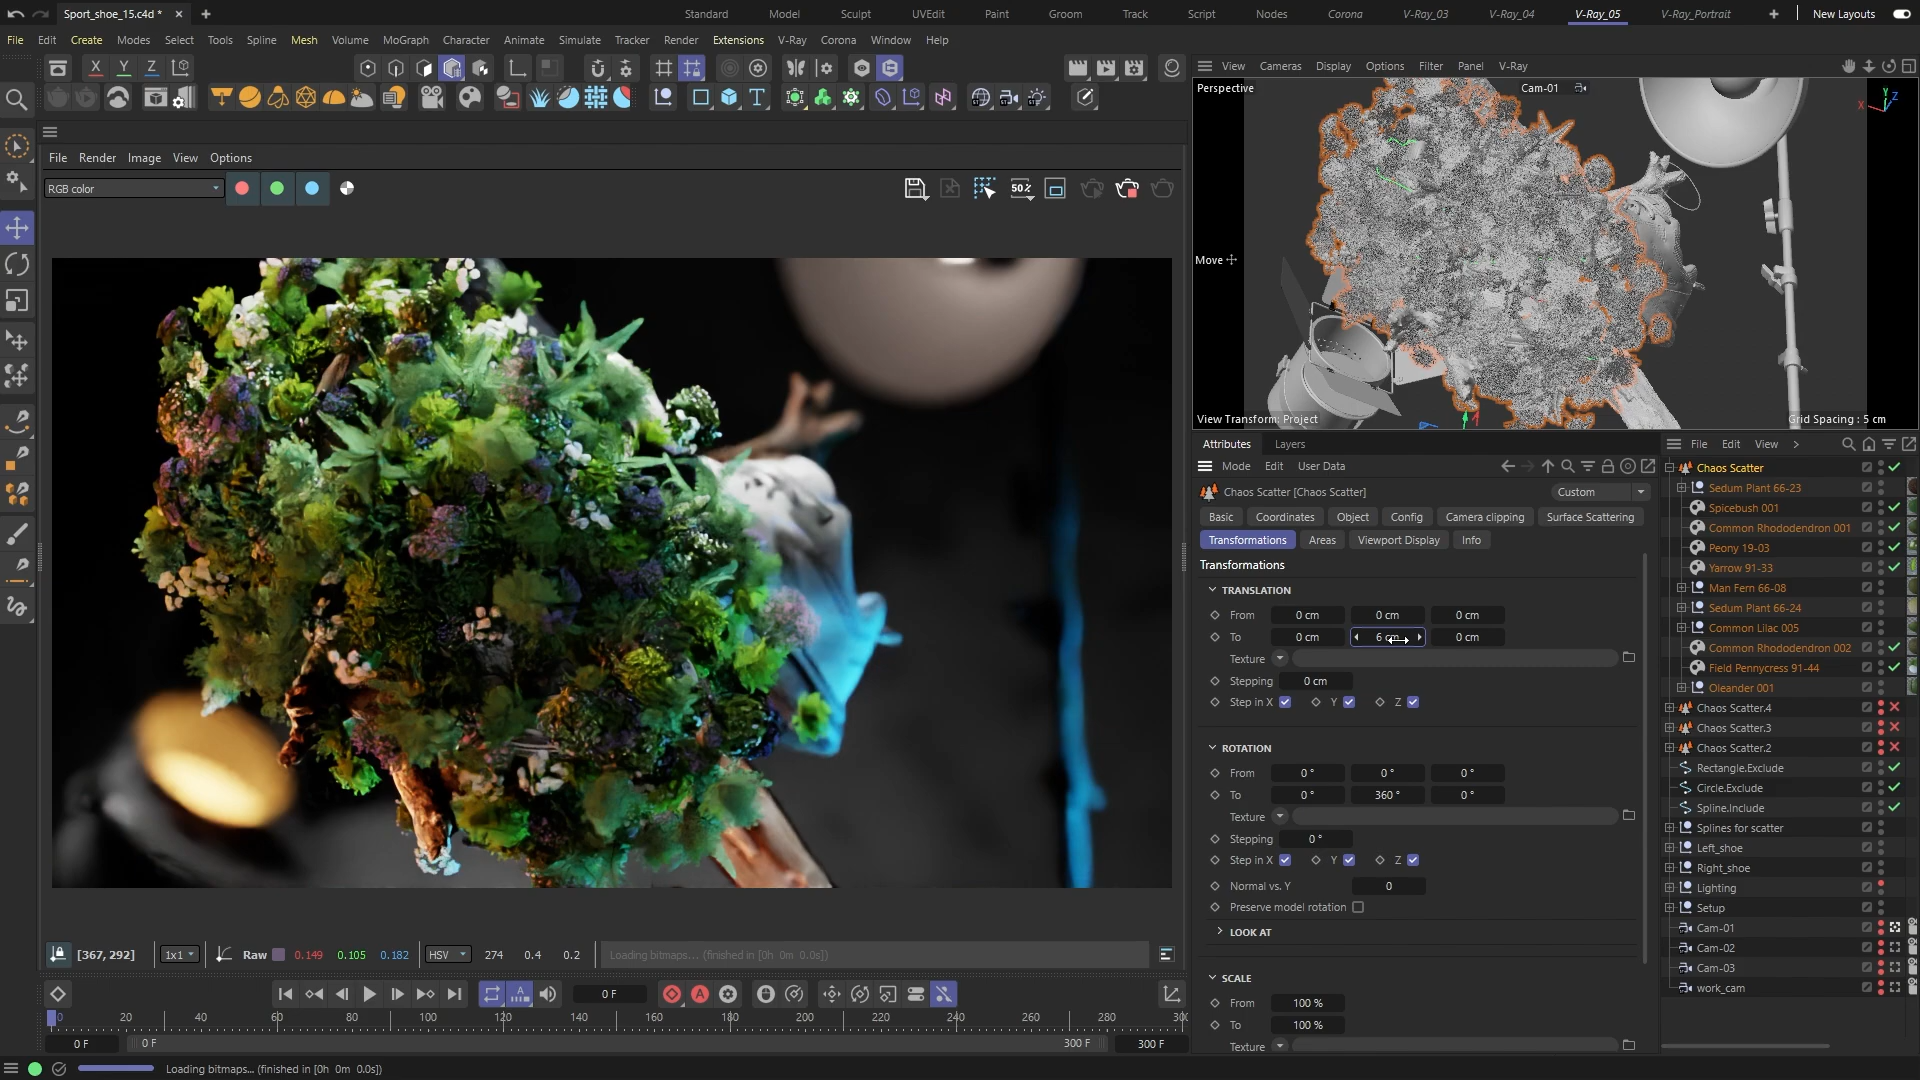 Sport_shoe_15.c4d *
Standard Model Sculpt UVEdit Paint Groom Track Script Nodes Corona V-Ray_03 V-Ray_04 V-Ray_05 V-Ray_Portrait New Layouts
File Edit Create Modes Select Tools Spline Mesh Volume MoGraph Character Animate Simulate Tracker Render Extensions V-Ray Corona Window Help
X Y Z
View Cameras Display Options Filter Panel V-Ray
Perspective Cam-01
X Y Z
File Render Image View Options
RGB color
50%
Move
View Transform: Project Grid Spacing : 5 cm
Attributes Layers
Mode Edit User Data
Chaos Scatter [Chaos Scatter] Custom
Basic Coordinates Object Config Camera clipping Surface Scattering
Transformations Areas Viewport Display Info
Transformations
TRANSLATION
From 0 cm 0 cm 0 cm
To 0 cm 6 cm 0 cm
Texture
Stepping 0 cm
Step in X Y Z
ROTATION
From 0 ° 0 ° 0 °
To 0 ° 360 ° 0 °
Texture
Stepping 0 °
Step in X Y Z
Normal vs. Y 0
Preserve model rotation
LOOK AT
SCALE
From 100 %
To 100 %
Texture
File Edit View
Chaos Scatter
Sedum Plant 66-23
Spicebush 001
Common Rhododendron 001
Peony 19-03
Yarrow 91-33
Man Fern 66-08
Sedum Plant 66-24
Common Lilac 005
Common Rhododendron 002
Field Pennycress 91-44
Oleander 001
Chaos Scatter.4
Chaos Scatter.3
Chaos Scatter.2
Rectangle.Exclude
Circle.Exclude
Spline.Include
Splines for scatter
Left_shoe
Right_shoe
Lighting
Setup
Cam-01
Cam-02
Cam-03
work_cam
[367, 292] 1x1 Raw 0.149 0.105 0.182 HSV 274 0.4 0.2 Loading bitmaps... (finished in [0h 0m 0.0s])
0 F
0 20 40 60 80 100 120 140 160 180 200 220 240 260 280 30
0 F 0 F 300 F 300 F
Loading bitmaps... (finished in [0h 0m 0.0s])